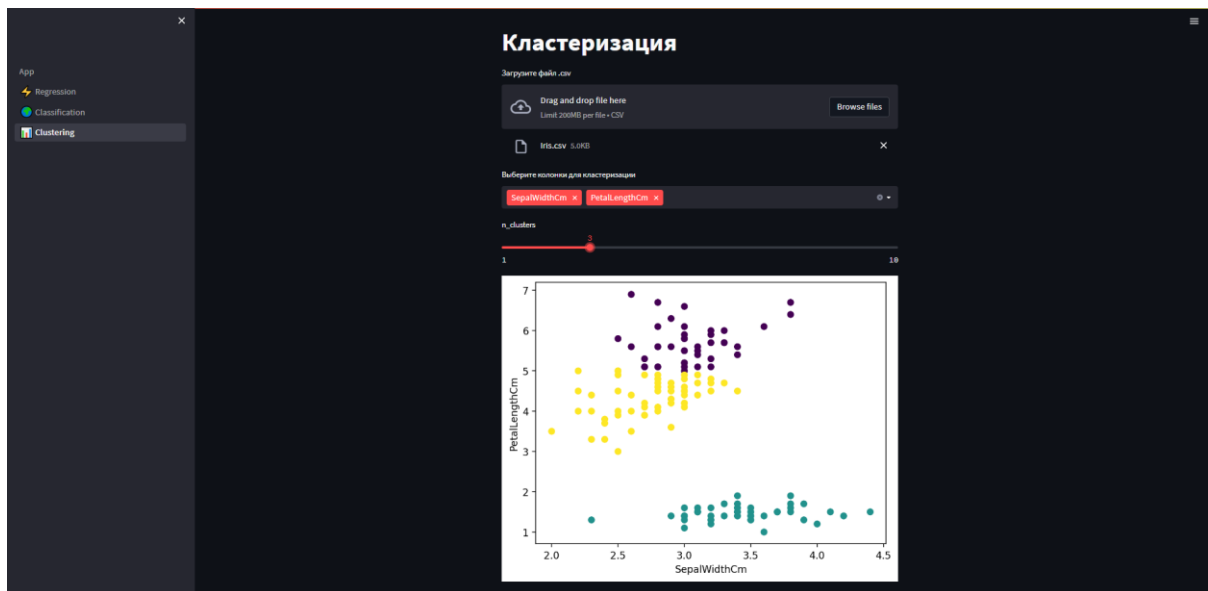 App
Regression
Classification
Clustering
Кластеризация
Загрузите файл .csv
Drag and drop file here
Limit 200MB per file • CSV
Browse files
Iris.csv 5.0KB
Выберите колонки для кластеризации
SepalWidthCm × PetalLengthCm ×
n_clusters
3
1 10
7
6
5
4
3
2
1
PetalLengthCm
2.0 2.5 3.0 3.5 4.0 4.5
SepalWidthCm